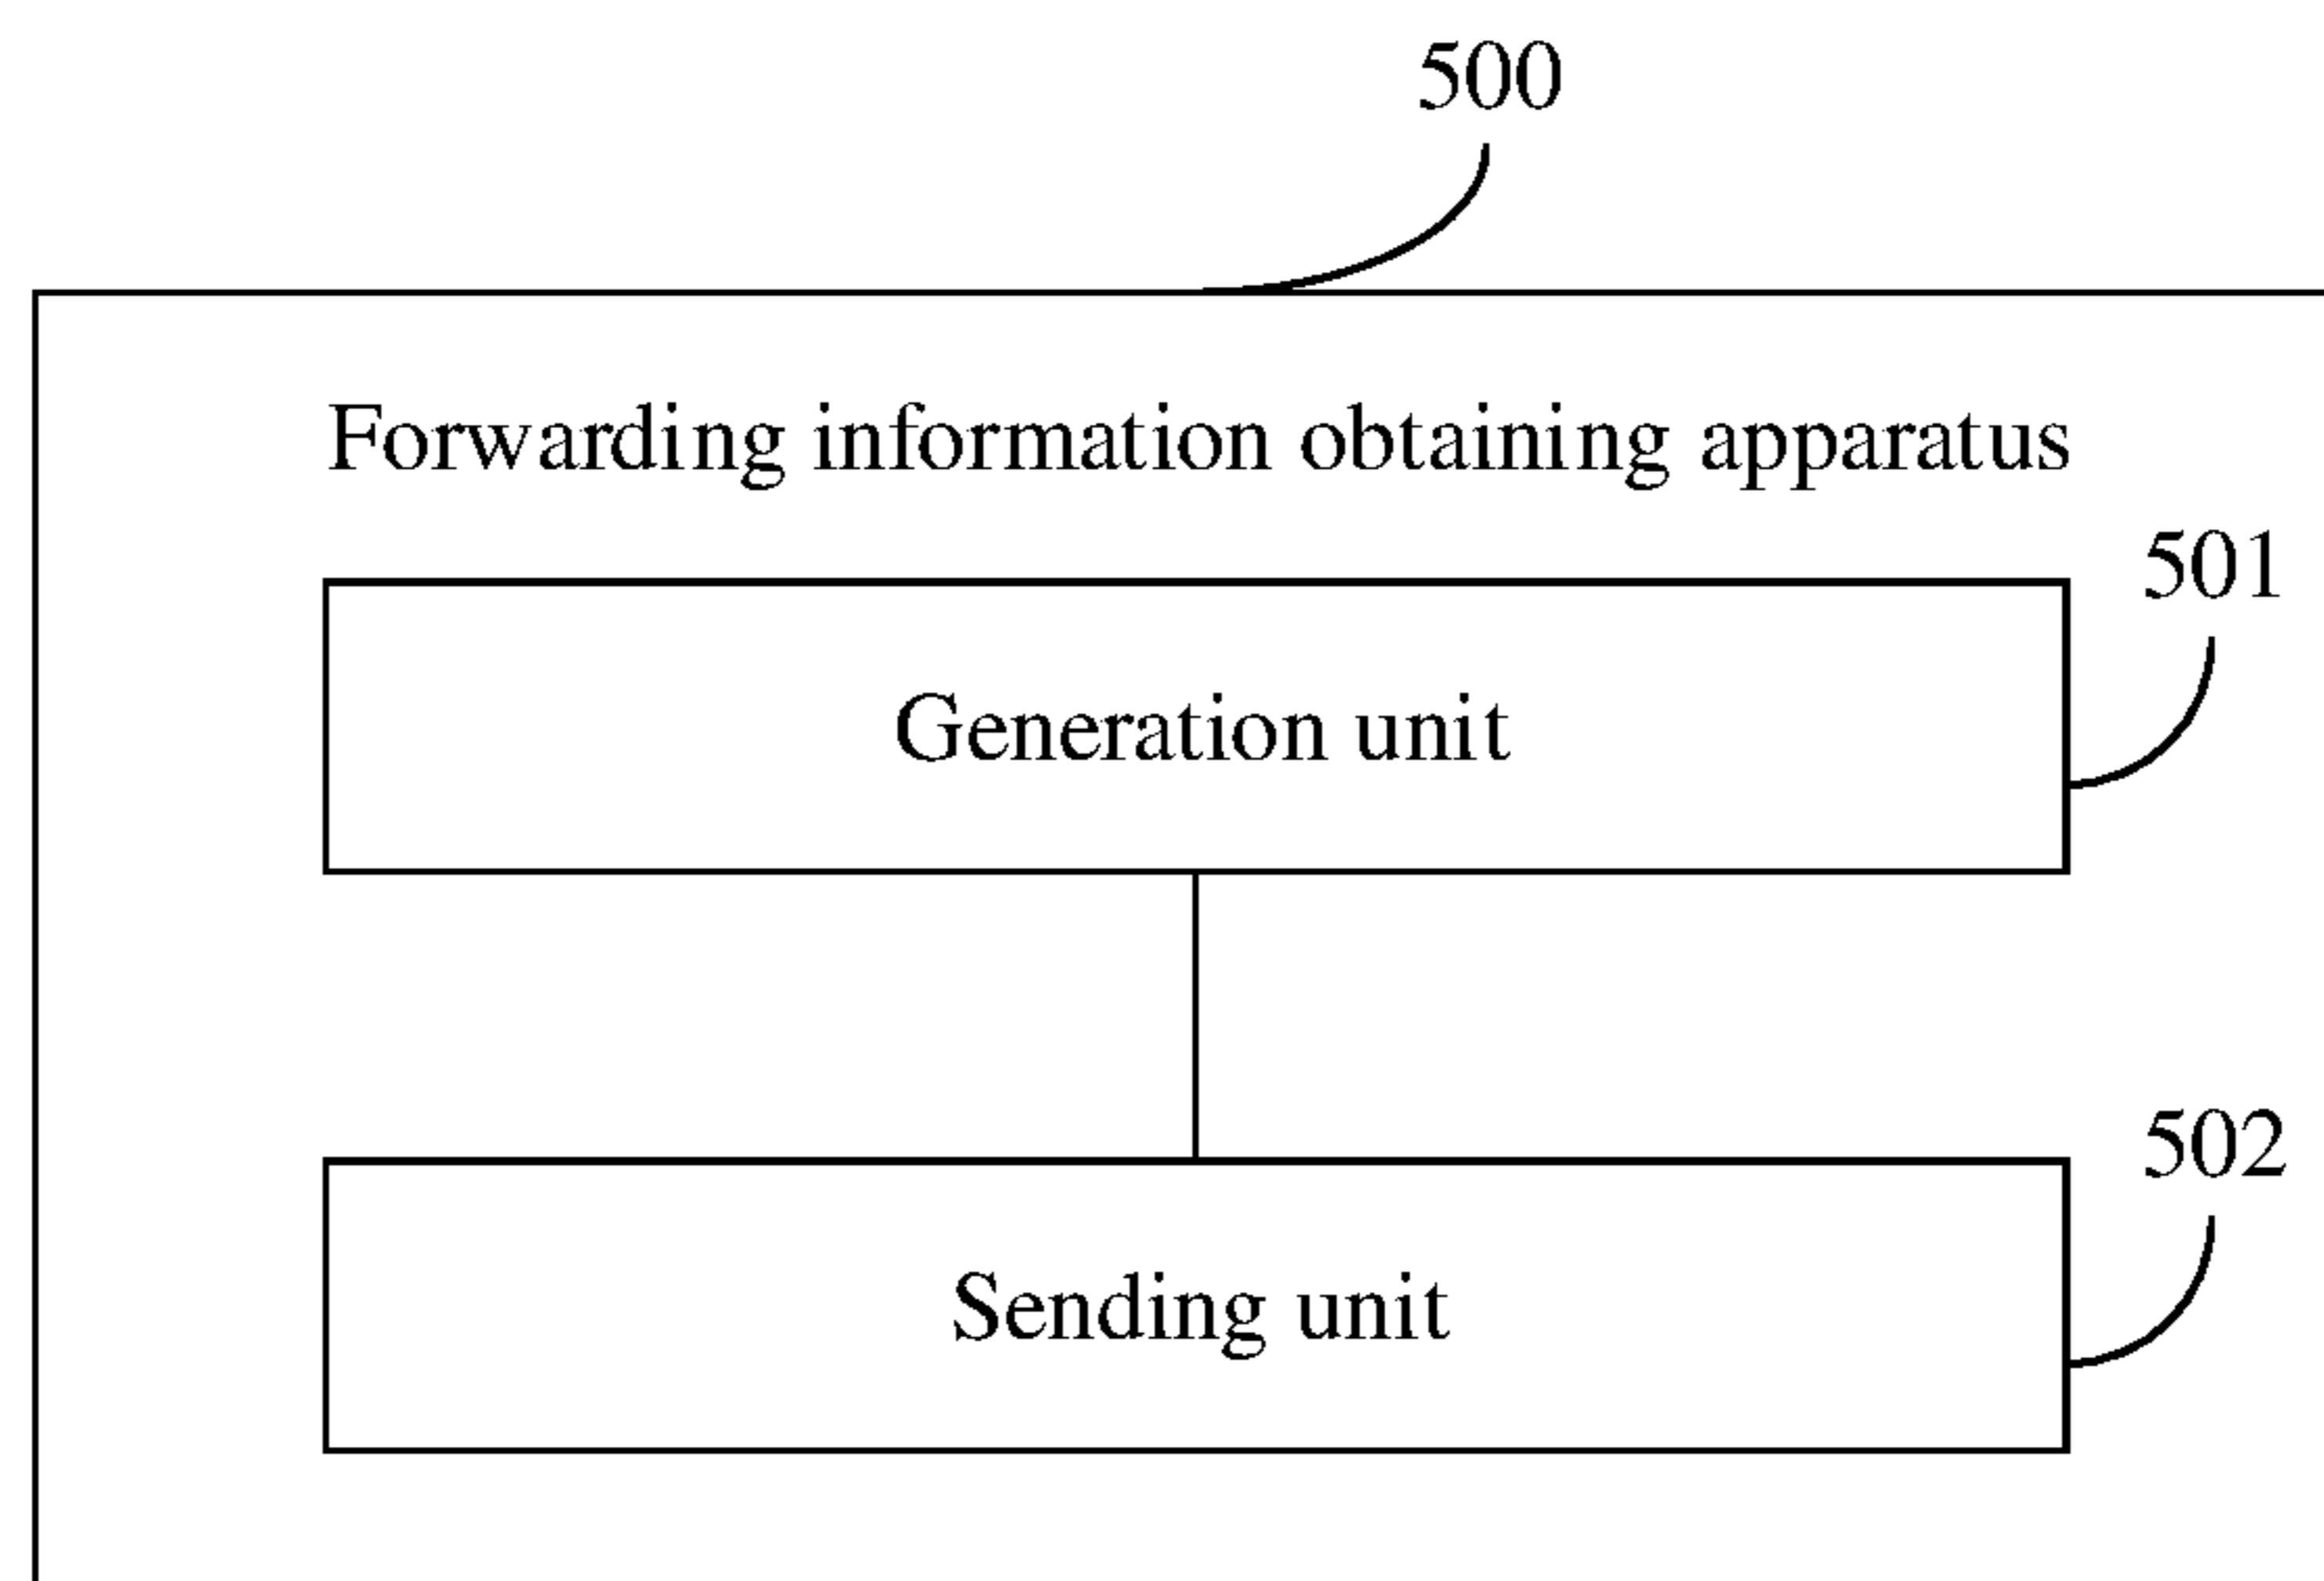 500
Forwarding information obtaining apparatus
501
Generation unit
502
Sending unit